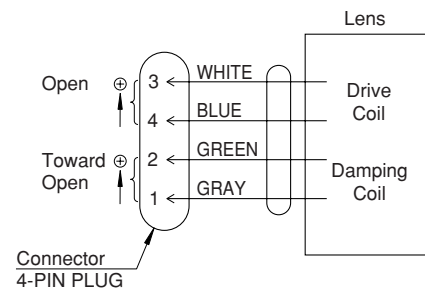 Lens
Open ⊕ 3 WHITE
Drive
Coil
4 BLUE
Toward ⊕ 2 GREEN
Open
Damping
Coil
1 GRAY
Connector
4-PIN PLUG